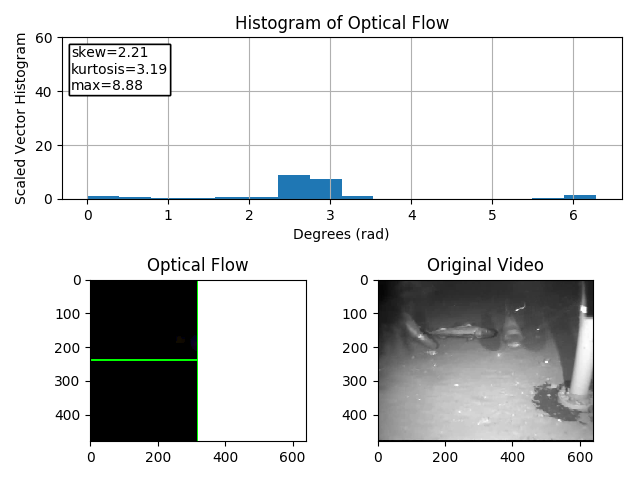 Histogram of Optical Flow
60
40
20
0
Scaled Vector Histogram
skew=2.21
kurtosis=3.19
max=8.88
0 1 2 3 4 5 6
Degrees (rad)
Optical Flow
0
100
200
300
400
0 200 400 600
Original Video
0
100
200
300
400
0 200 400 600